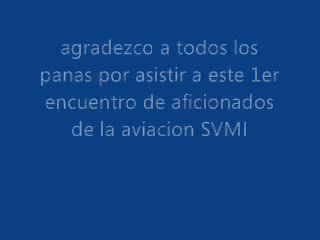 agradezco a todos los
panas por asistir a este 1er
encuentro de aficionados
de la aviacion SVMI